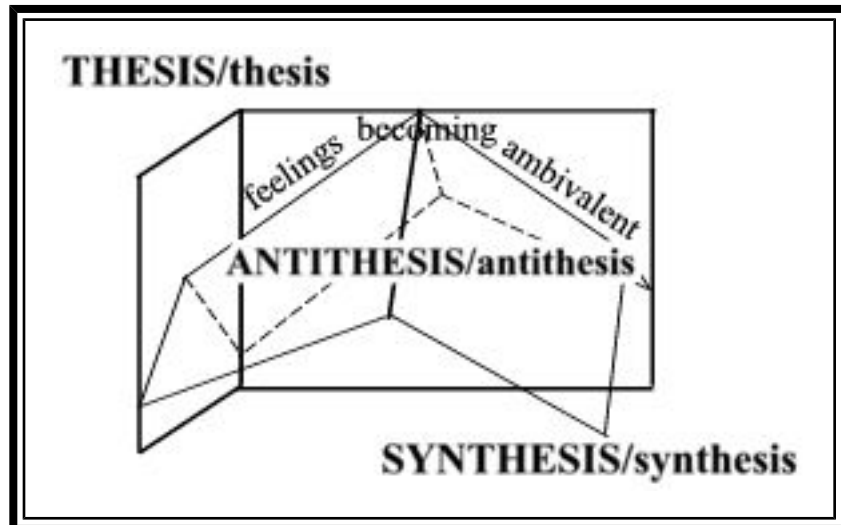 THESIS/thesis
feelings becoming ambivalent
ANTITHESIS/antithesis
SYNTHESIS/synthesis